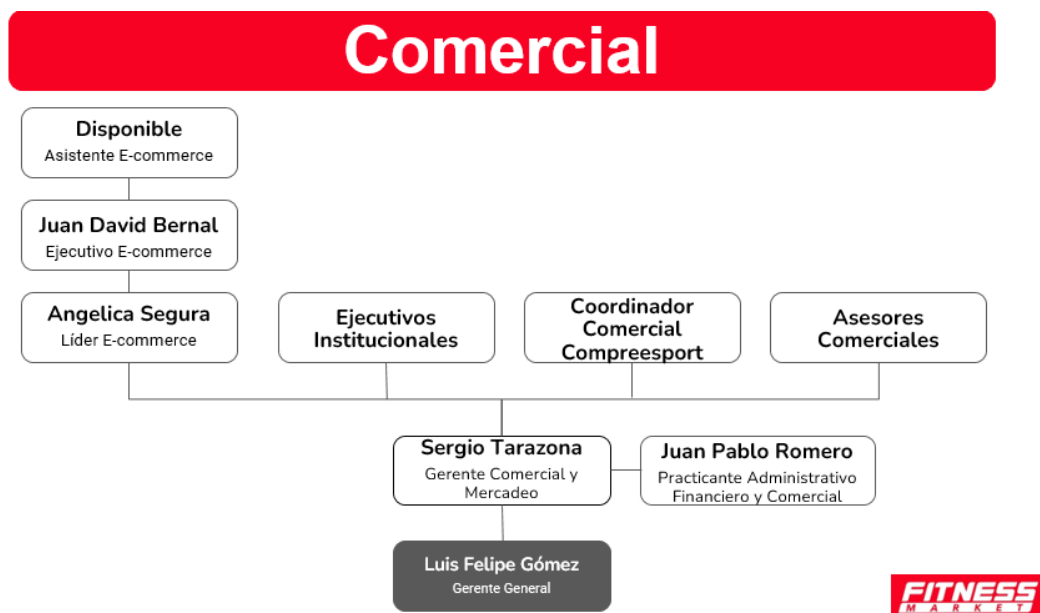 Comercial
Disponible
Asistente E-commerce
Juan David Bernal
Ejecutivo E-commerce
Angelica Segura
Líder E-commerce
Ejecutivos
Institucionales
Coordinador
Comercial
Compreesport
Asesores
Comerciales
Sergio Tarazona
Gerente Comercial y
Mercadeo
Juan Pablo Romero
Practicante Administrativo
Financiero y Comercial
Luis Felipe Gómez
Gerente General
FITNESS
MARKET